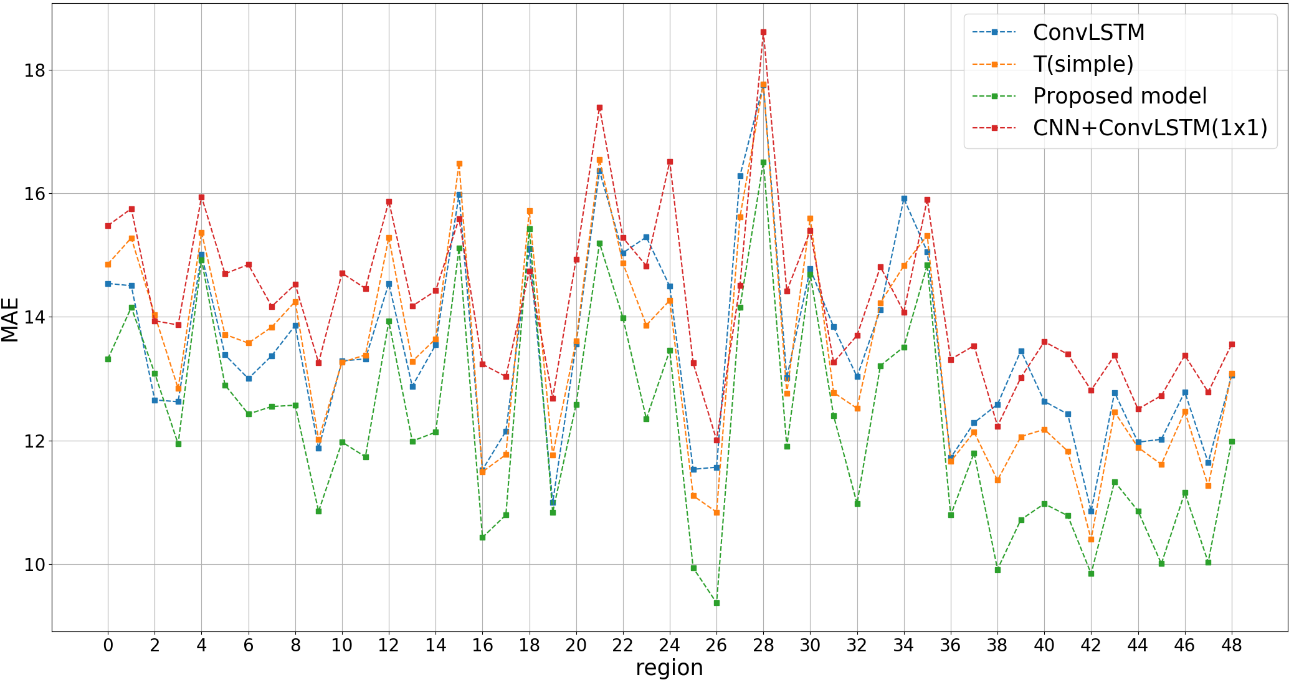 ConvLSTM
T(simple)
Proposed model
CNN+ConvLSTM(1x1)
MAE
18
16
14
12
10
0 2 4 6 8 10 12 14 16 18 20 22 24 26 28 30 32 34 36 38 40 42 44 46 48
region